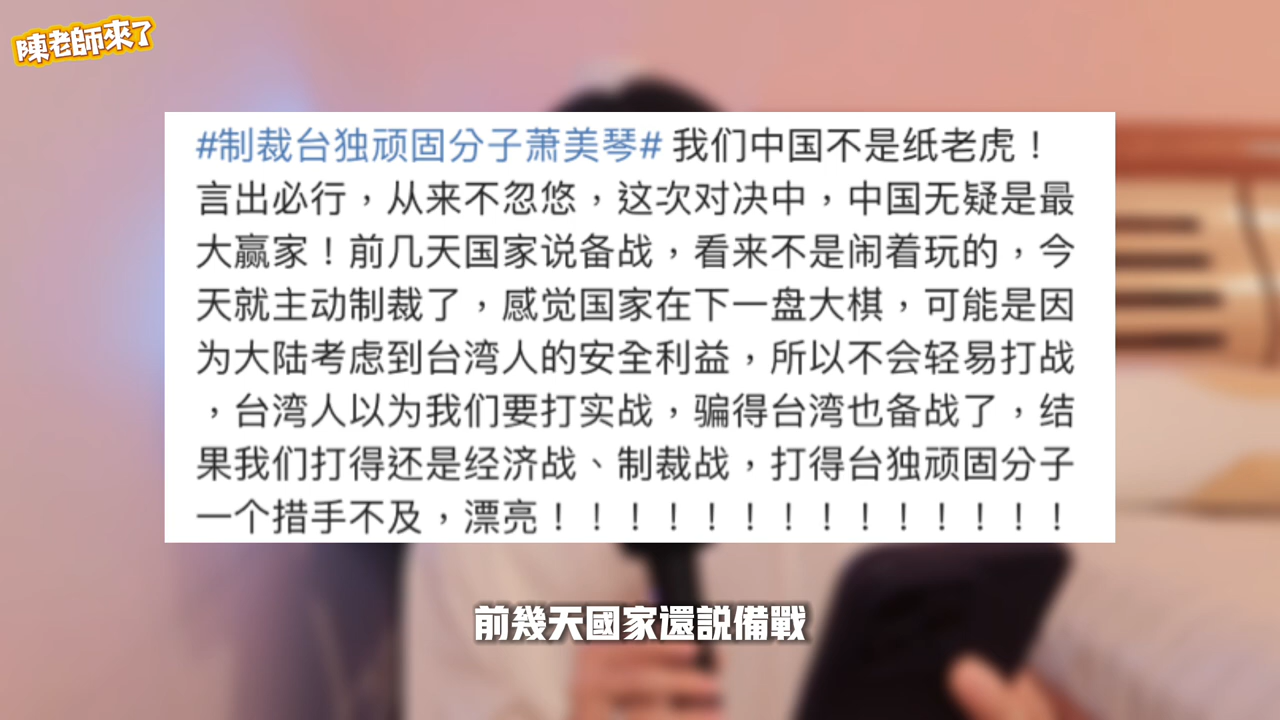 陳老師來了
#制裁台独顽固分子萧美琴# 我们中国不是纸老虎！
言出必行，从来不忽悠，这次对决中，中国无疑是最
大赢家！前几天国家说备战，看来不是闹着玩的，今
天就主动制裁了，感觉国家在下一盘大棋，可能是因
为大陆考虑到台湾人的安全利益，所以不会轻易打战
，台湾人以为我们要打实战，骗得台湾也备战了，结
果我们打得还是经济战、制裁战，打得台独顽固分子
一个措手不及，漂亮！！！！！！！！！！！！！！
前幾天國家還説備戰